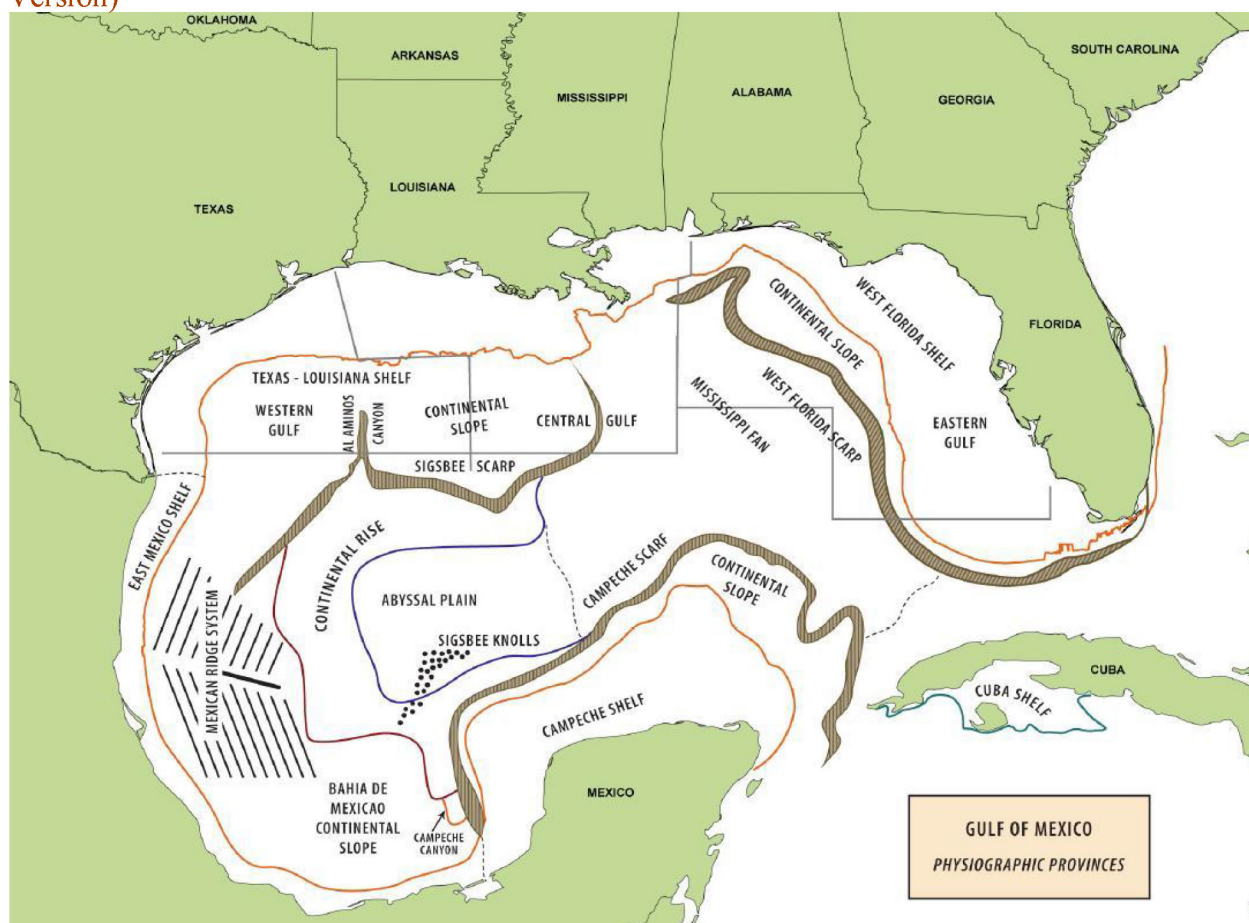 Version)
OKLAHOMA
ARKANSAS
SOUTH CAROLINA
MISSISSIPPI
ALABAMA
GEORGIA
LOUISIANA
TEXAS
FLORIDA
WEST FLORIDA SHELF
CONTINENTAL SLOPE
WEST FLORIDA SCARP
MISSISSIPPI FAN
EASTERN
GULF
TEXAS - LOUISIANA SHELF
WESTERN
GULF
AL AMINOS
CANYON
CONTINENTAL
SLOPE
CENTRAL GULF
SIGSBEE SCARP
EAST MEXICO SHELF
CONTINENTAL RISE
CAMPECHE SCARF
CONTINENTAL
SLOPE
ABYSSAL PLAIN
SIGSBEE KNOLLS
MEXICAN RIDGE SYSTEM
CAMPECHE SHELF
CUBA
CUBA SHELF
MEXICO
BAHIA DE
MEXICAO
CONTINENTAL
SLOPE
CAMPECHE
CANYON
GULF OF MEXICO
PHYSIOGRAPHIC PROVINCES